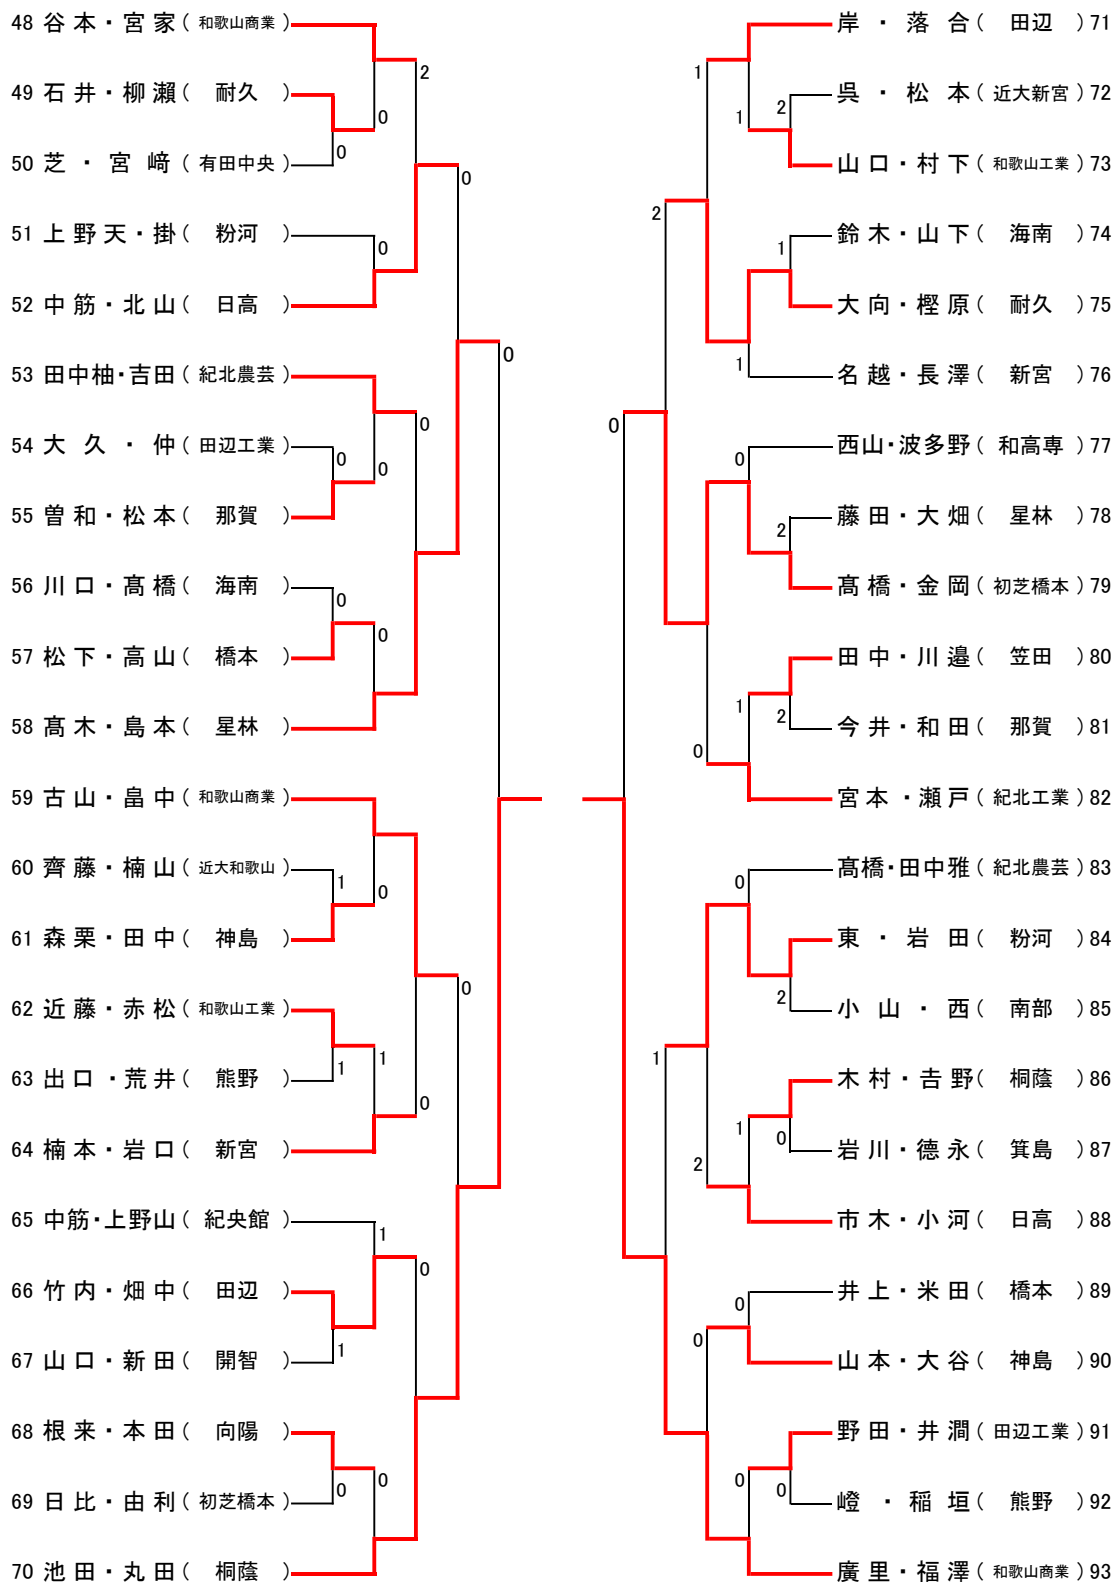 48 谷本・宮家(和歌山商業)
49 石井・柳瀬(耐久)
50 芝・宮﨑(有田中央)
51 上野天・掛(粉河)
52 中筋・北山(日高)
53 田中柚・吉田(紀北農芸)
54 大久・仲(田辺工業)
55 曽和・松本(那賀)
56 川口・髙橋(海南)
57 松下・高山(橋本)
58 髙木・島本(星林)
59 古山・畠中(和歌山商業)
60 齊藤・楠山(近大和歌山)
61 森栗・田中(神島)
62 近藤・赤松(和歌山工業)
63 出口・荒井(熊野)
64 楠本・岩口(新宮)
65 中筋・上野山(紀央館)
66 竹内・畑中(田辺)
67 山口・新田(開智)
68 根来・本田(向陽)
69 日比・由利(初芝橋本)
70 池田・丸田(桐蔭)
0
0
0
0
0
0
0
1
0
1
1
1
1
0
0
2
0
0
0
0
0
0
岸・落合(田辺)71
呉・松本(近大新宮)72
山口・村下(和歌山工業)73
鈴木・山下(海南)74
大向・樫原(耐久)75
名越・長澤(新宮)76
西山・波多野(和高専)77
藤田・大畑(星林)78
髙橋・金岡(初芝橋本)79
田中・川邉(笠田)80
今井・和田(那賀)81
宮本・瀬戸(紀北工業)82
髙橋・田中雅(紀北農芸)83
東・岩田(粉河)84
小山・西(南部)85
木村・𠮷野(桐蔭)86
岩川・德永(箕島)87
市木・小河(日高)88
井上・米田(橋本)89
山本・大谷(神島)90
野田・井澗(田辺工業)91
嶝・稲垣(熊野)92
廣里・福澤(和歌山商業)93
2
1
1
1
1
2
0
2
2
1
0
0
0
2
0
1
2
1
0
0
0
0